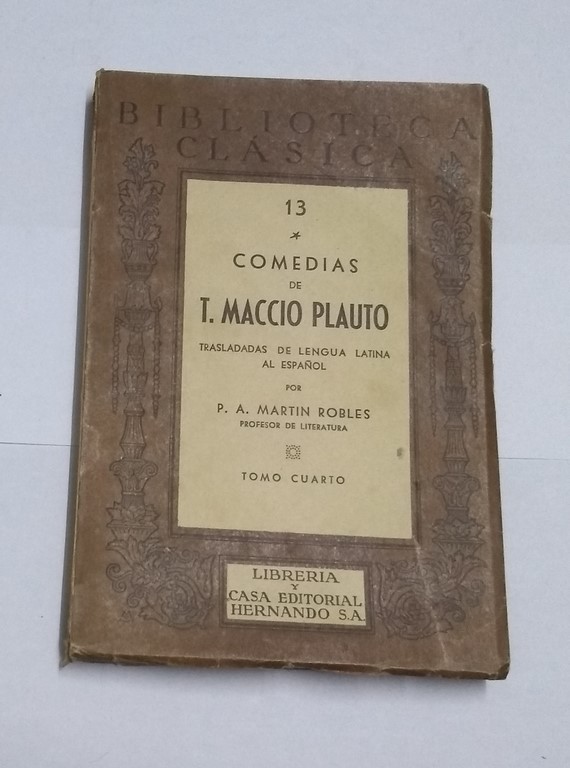 BIBLIOTECA
CLÁSICA
13
COMEDIAS
DE
T. MACCIO PLAUTO
TRASLADADAS DE LENGUA LATINA
AL ESPAÑOL
POR
P. A. MARTIN ROBLES
PROFESOR DE LITERATURA
TOMO CUARTO
LIBRERIA
Y
CASA EDITORIAL
HERNANDO S.A.